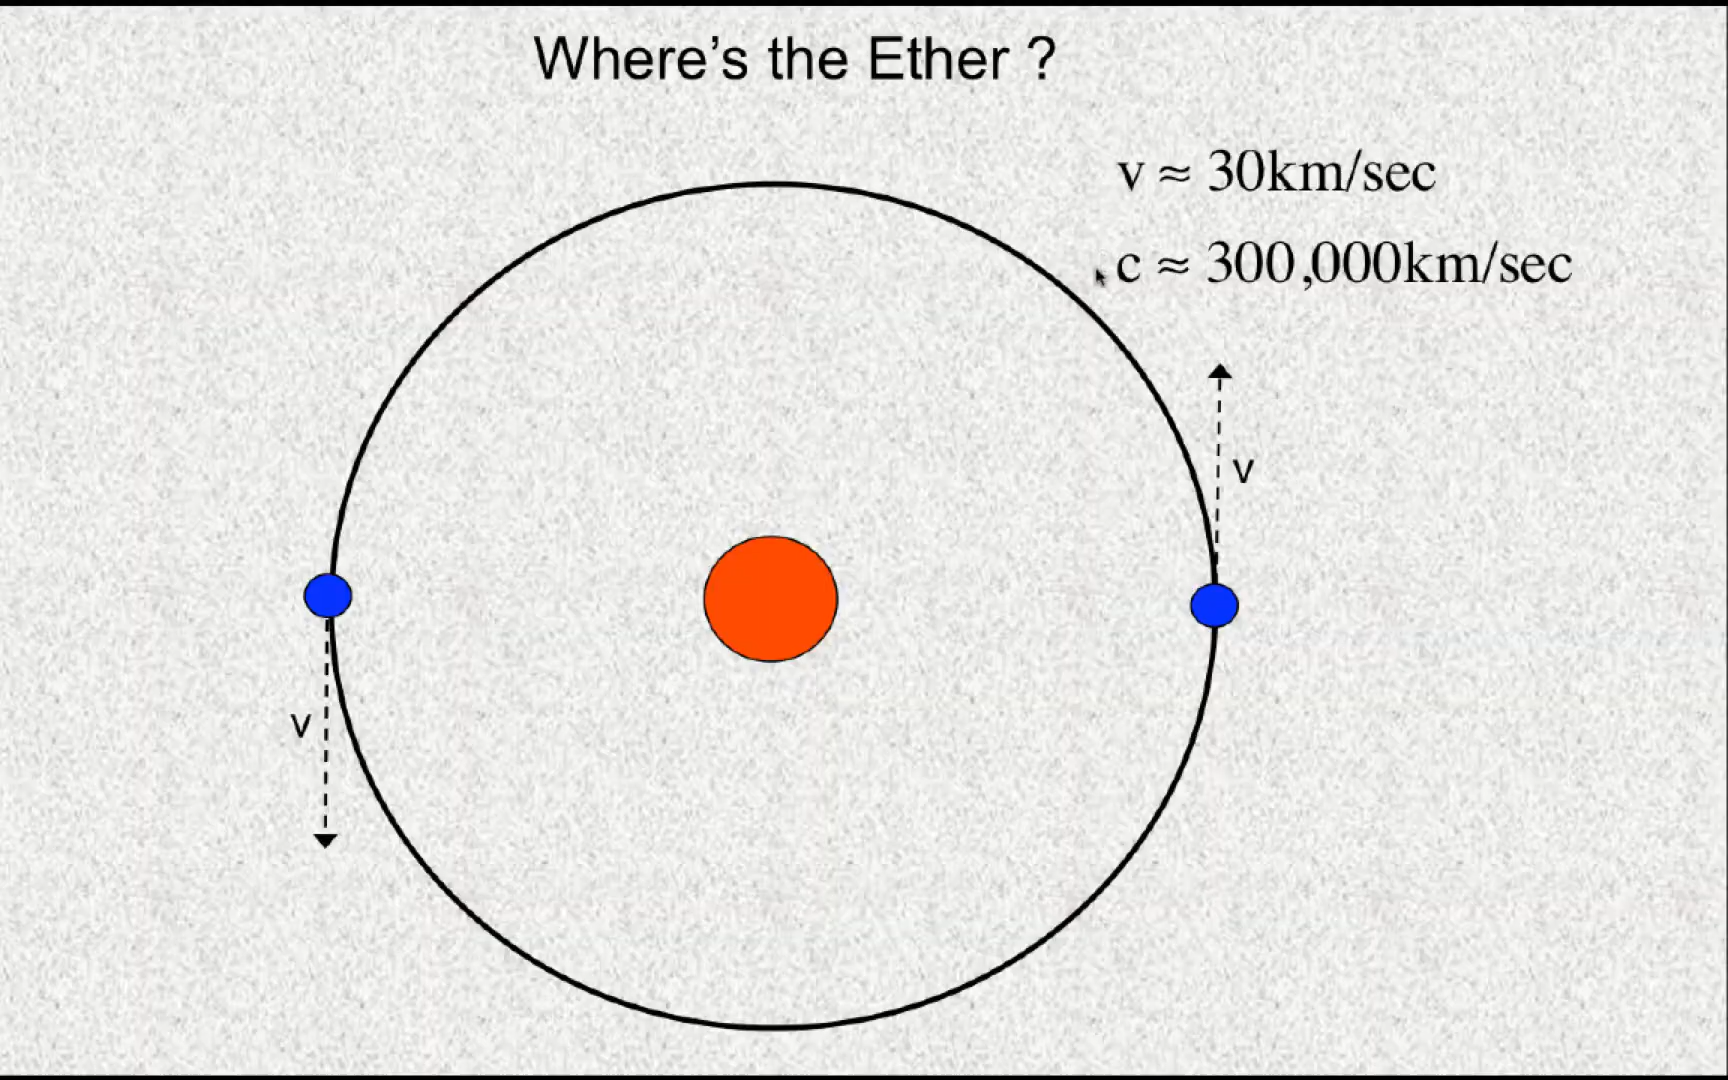 Where’s the Ether ?
v ≈ 30km/sec
c ≈ 300,000km/sec
v
v